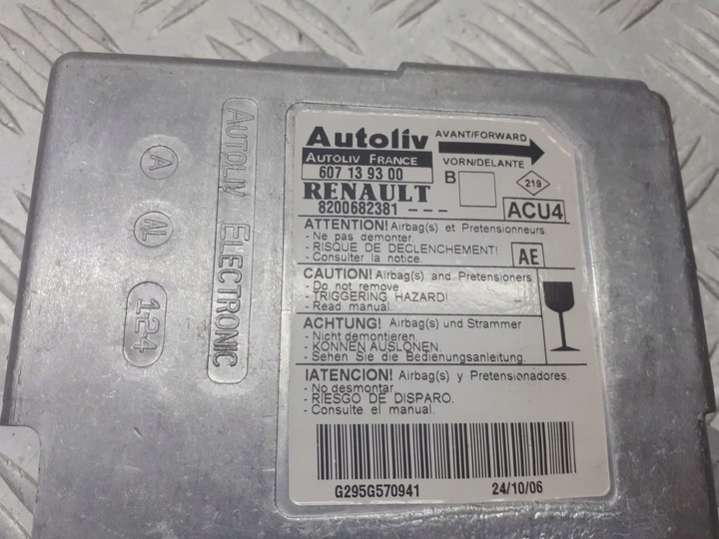 AUTOLIV ELECTRONIC
A
AL
124
Autoliv
AVANT/FORWARD
AUTOLIV FRANCE
VORN/DELANTE
607 13 93 00
B
219
RENAULT
8200682381 - - -
ACU4
ATTENTION! Airbag(s) et Pretensionneurs.
- Ne pas demonter.
- RISQUE DE DECLENCHEMENT!
- Consulter la notice.
AE
CAUTION! Airbag(s) and Pretensioners
- Do not remove
- TRIGGERING HAZARD!
- Read manual.
ACHTUNG! Airbag(s) und Strammer
- Nicht demontieren.
- KONNEN AUSLONEN.
- Sehen Sie die Bedienungsanleitung.
IATENCION! Airbag(s) y Pretensionadores.
- No desmontar
- RIESGO DE DISPARO.
- Consulte el manual.
G295G570941
24/10/06